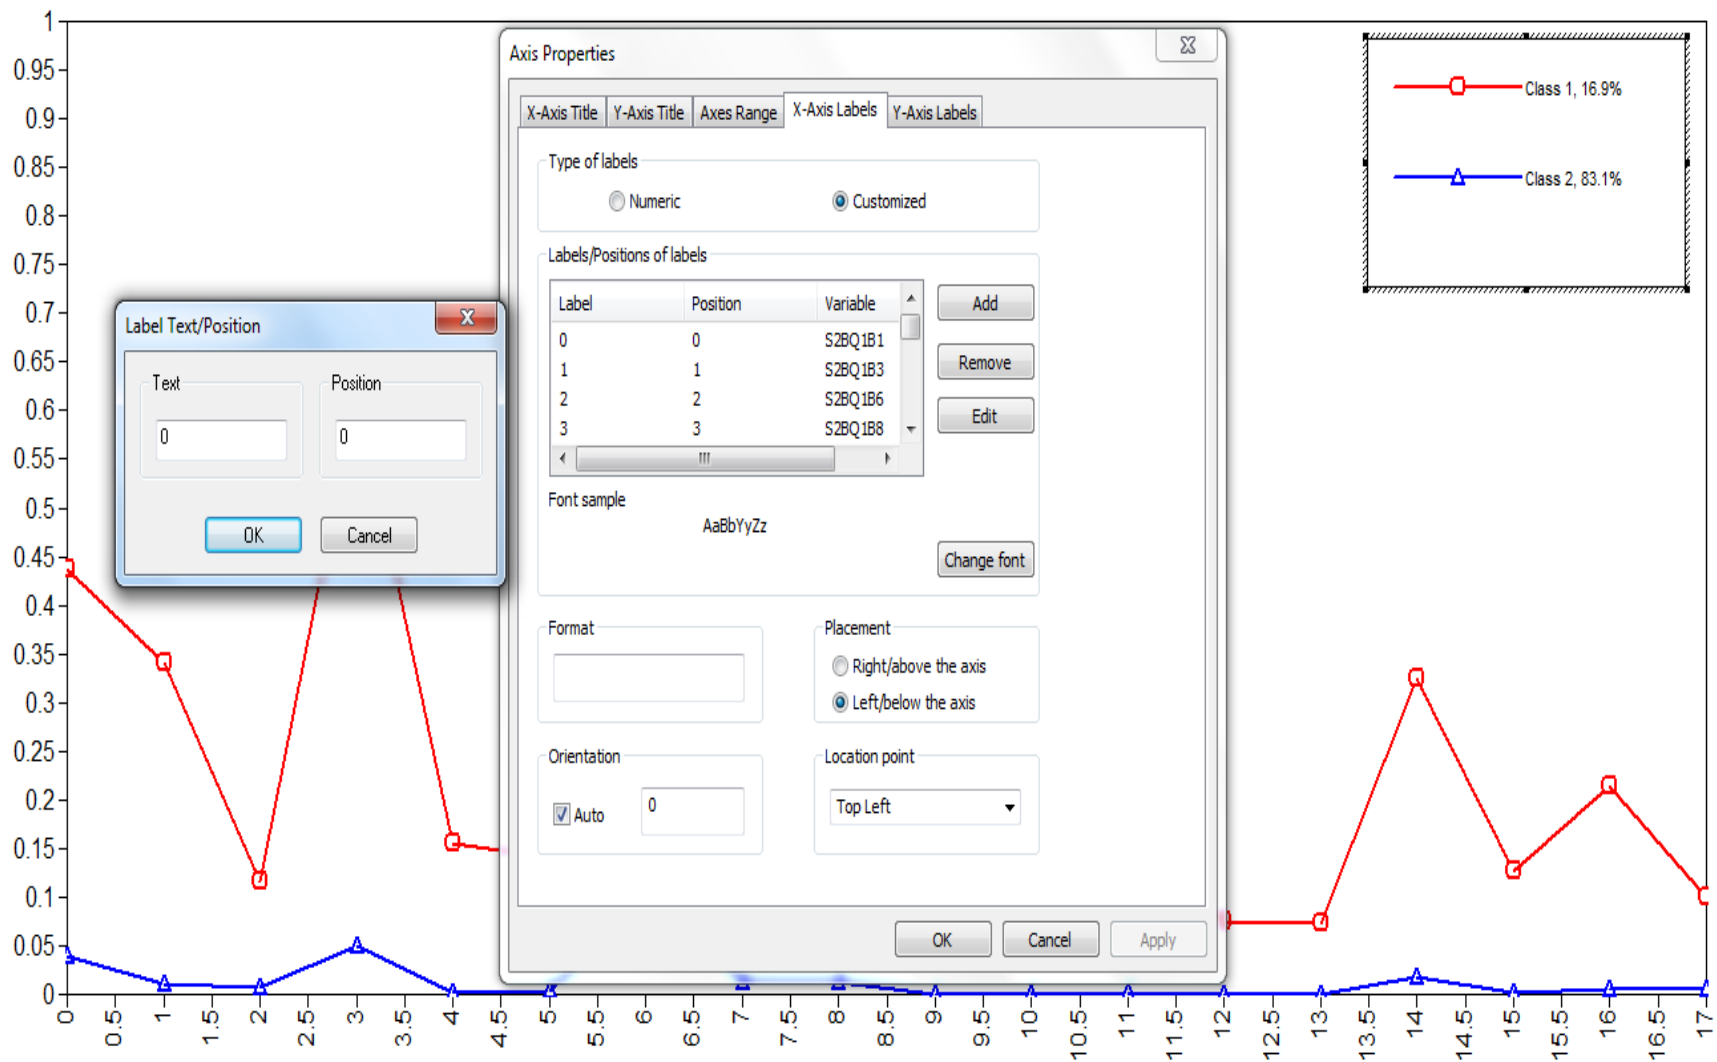 1
0.95
0.9
0.85
0.8
0.75
0.7
0.65
0.6
0.55
0.5
0.45
0.4
0.35
0.3
0.25
0.2
0.15
0.1
0.05
0
Label Text/Position
X
Text
Position
0
0
OK
Cancel
Axis Properties
X-Axis Title
Y-Axis Title
Axes Range
X-Axis Labels
Y-Axis Labels
Type of labels
Numeric
Customized
Labels/Positions of labels
Label Position Variable
0 0 S2BQ1B1
1 1 S2BQ1B3
2 2 S2BQ1B6
3 3 S2BQ1B8
Add
Remove
Edit
Font sample
AaBbYyZz
Change font
Format
Placement
Right/above the axis
Left/below the axis
Orientation
Auto
0
Location point
Top Left
OK
Cancel
Apply
Class 1, 16.9%
Class 2, 83.1%
0 0.5 1 1.5 2 2.5 3 3.5 4 4.5 5 5.5 6 6.5 7 7.5 8 8.5 9 9.5 10 10.5 11 11.5 12 12.5 13 13.5 14 14.5 15 15.5 16 16.5 17